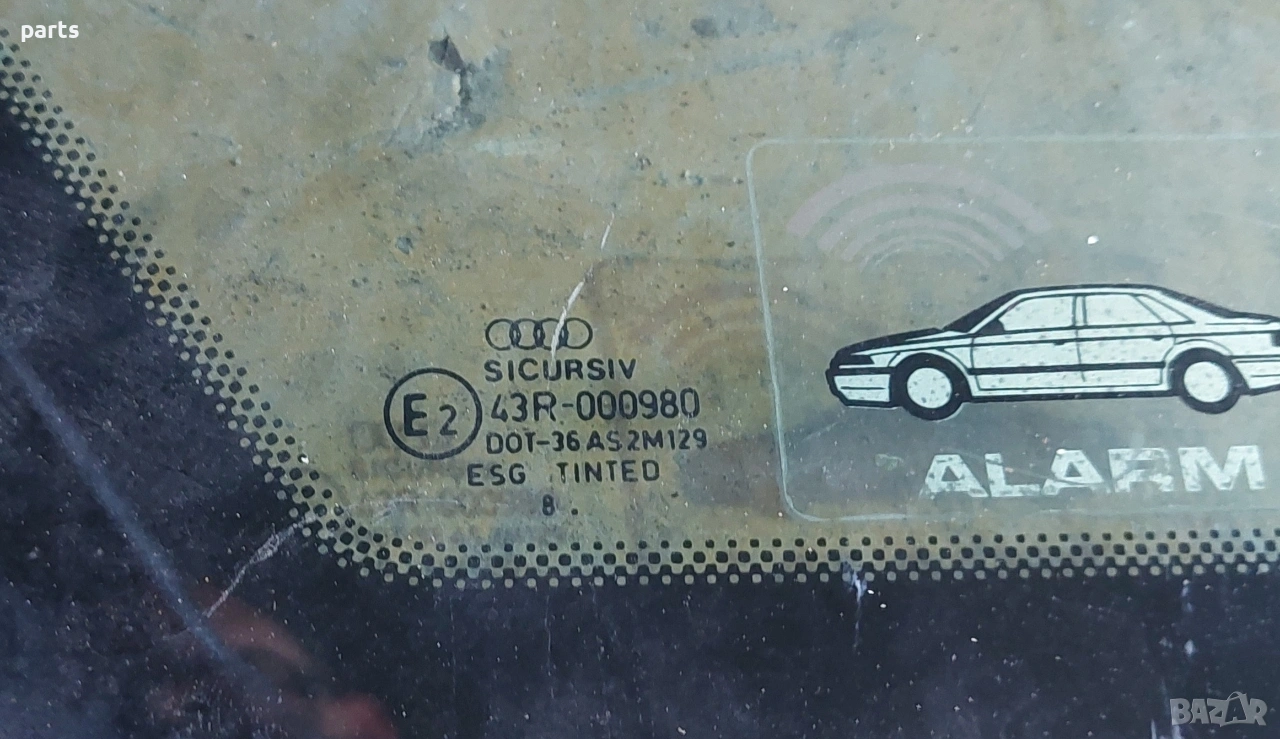 parts
SICURSIV
E2 43R-000980
DOT-36 AS2M129
ESG TINTED
8 .
ALARM
BAZAR